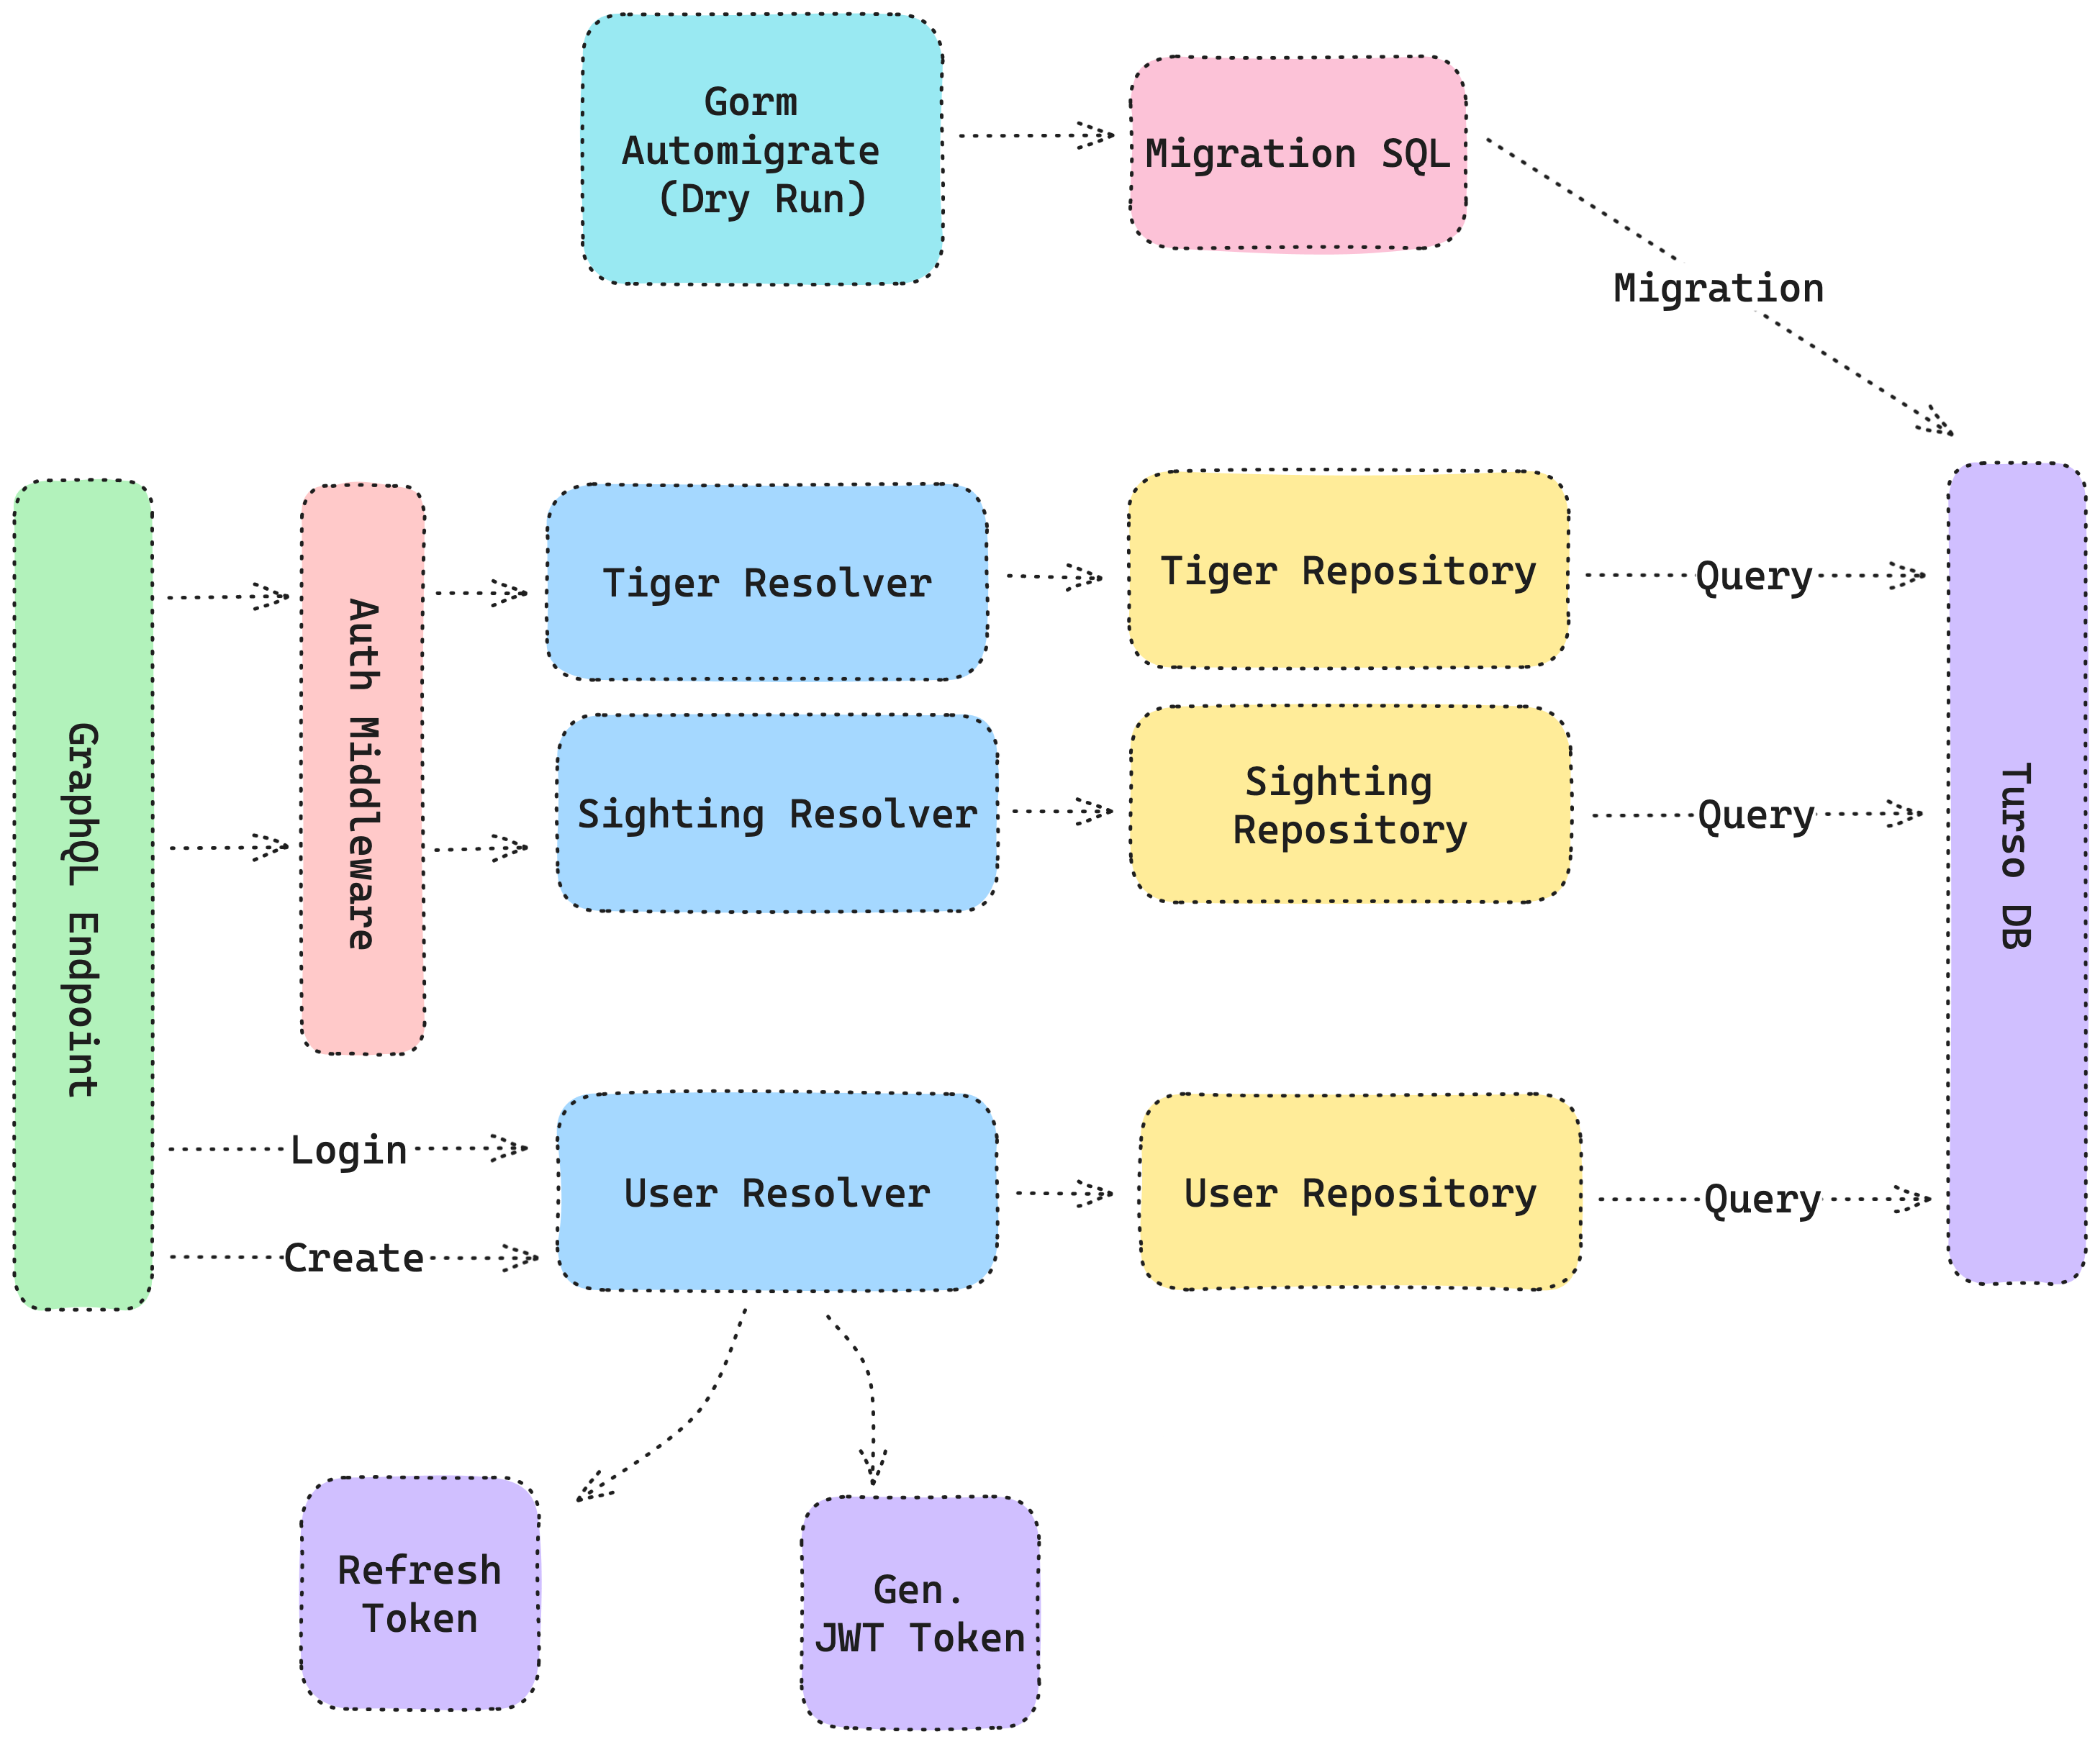 Gorm
Automigrate
(Dry Run)
Migration SQL
Migration
GraphQL Endpoint
Auth Middleware
Tiger Resolver
Tiger Repository
Query
Sighting Resolver
Sighting
Repository
Query
Turso DB
Login
Create
User Resolver
User Repository
Query
Refresh
Token
Gen.
JWT Token